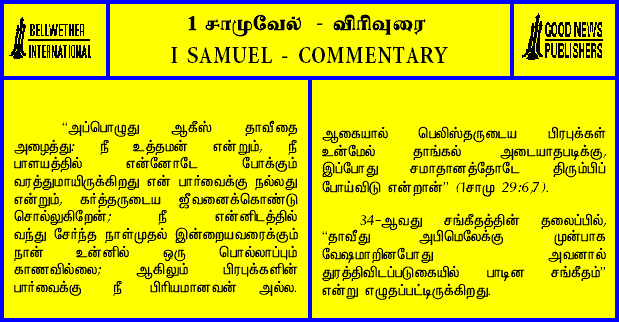 BELLWETHER
INTERNATIONAL
1 சாமுவேல் - விரிவுரை
I SAMUEL - COMMENTARY
GOOD NEWS
PUBLISHERS
“அப்பொழுது ஆகீஸ் தாவீதை
அழைத்து: நீ உத்தமன் என்றும், நீ
பாளயத்தில் என்னோடே போக்கும்
வரத்துமாயிருக்கிறது என் பார்வைக்கு நல்லது
என்றும், கர்த்தருடைய ஜீவனைக்கொண்டு
சொல்லுகிறேன்; நீ என்னிடத்தில்
வந்து சேர்ந்த நாள்முதல் இன்றையவரைக்கும்
நான் உன்னில் ஒரு பொல்லாப்பும்
காணவில்லை; ஆகிலும் பிரபுக்களின்
பார்வைக்கு நீ பிரியமானவன் அல்ல.
ஆகையால் பெலிஸ்தருடைய பிரபுக்கள்
உன்மேல் தாங்கல் அடையாதபடிக்கு,
இப்போது சமாதானத்தோடே திரும்பிப்
போய்விடு என்றான்” (1சாமு 29:6,7).
34-ஆவது சங்கீதத்தின் தலைப்பில்,
“தாவீது அபிமெலேக்கு முன்பாக
வேஷமாறினபோது அவனால்
துரத்திவிடப்படுகையில் பாடின சங்கீதம்”
என்று எழுதப்பட்டிருக்கிறது.